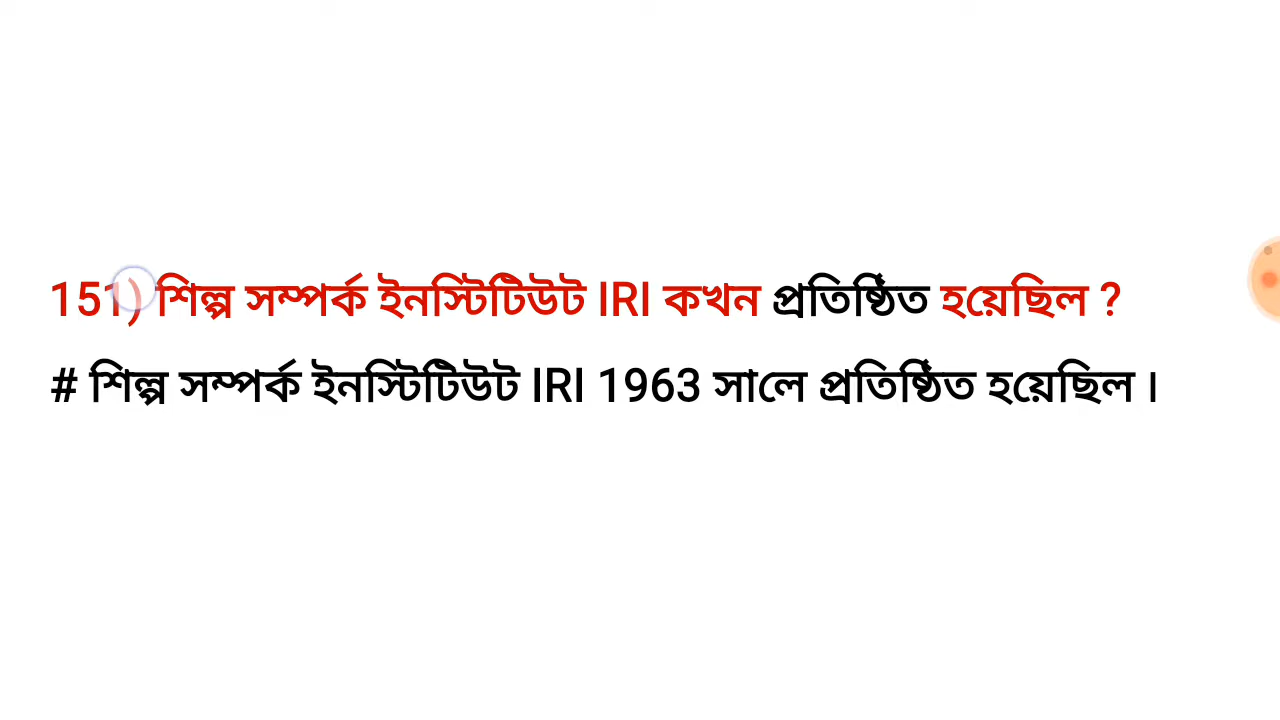 151) শিল্প সম্পর্ক ইনস্টিটিউট IRI কখন প্রতিষ্ঠিত হয়েছিল ?
# শিল্প সম্পর্ক ইনস্টিটিউট IRI 1963 সালে প্রতিষ্ঠিত হয়েছিল ।